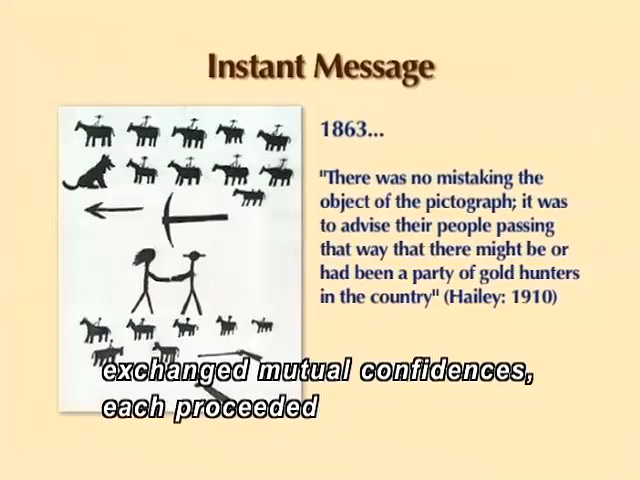 Instant Message
1863...
"There was no mistaking the
object of the pictograph; it was
to advise their people passing
that way that there might be or
had been a party of gold hunters
in the country" (Hailey: 1910)
exchanged mutual confidences,
each proceeded